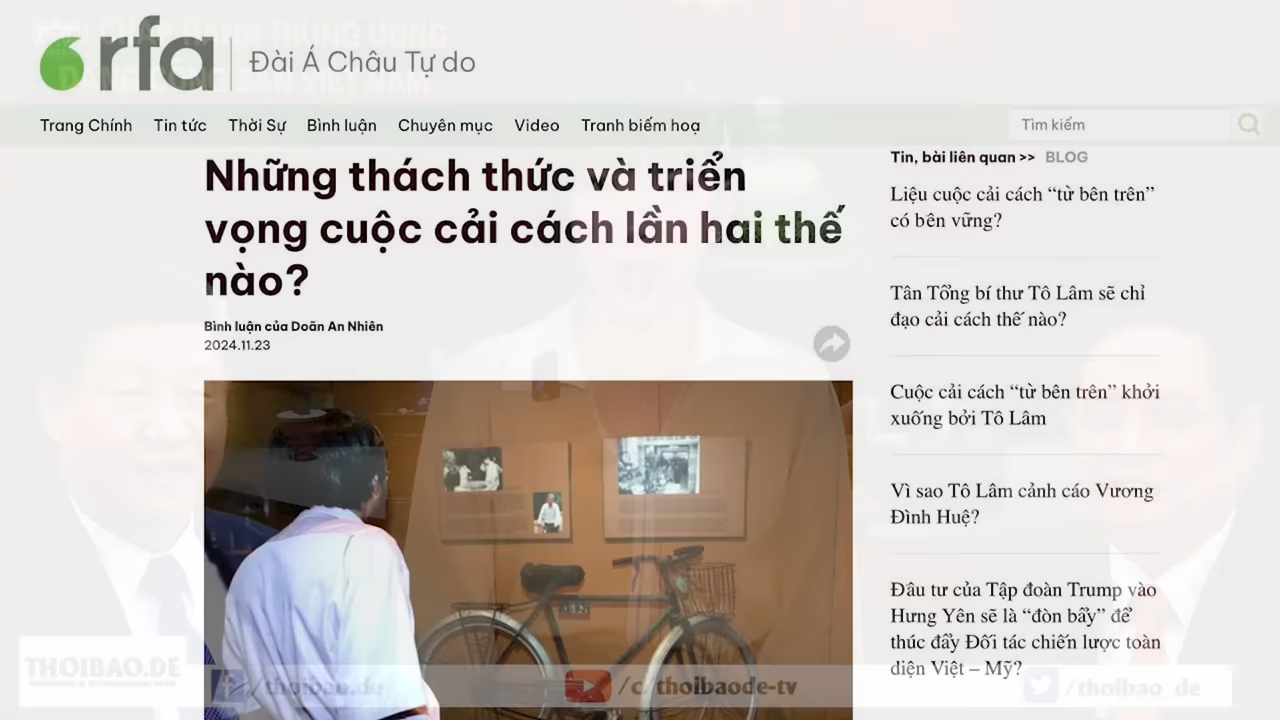 rfa Đài Á Châu Tự do
Trang Chính Tin tức Thời Sự Bình luận Chuyên mục Video Tranh biếm hoạ
Tìm kiếm
Những thách thức và triển
vọng cuộc cải cách lần hai thế
nào?
Bình luận của Doãn An Nhiên
2024.11.23
Tin, bài liên quan >> BLOG
Liệu cuộc cải cách “từ bên trên”
có bên vững?
Tân Tổng bí thư Tô Lâm sẽ chỉ
đạo cải cách thế nào?
Cuộc cải cách “từ bên trên” khởi
xuống bởi Tô Lâm
Vì sao Tô Lâm cảnh cáo Vương
Đình Huệ?
Đâu tư của Tập đoàn Trump vào
Hưng Yên sẽ là “đòn bẩy” để
thúc đẩy Đối tác chiến lược toàn
diện Việt – Mỹ?
THOIBAO.DE
/thoibao.de
/c/thoibaode-tv
/thoibao_de